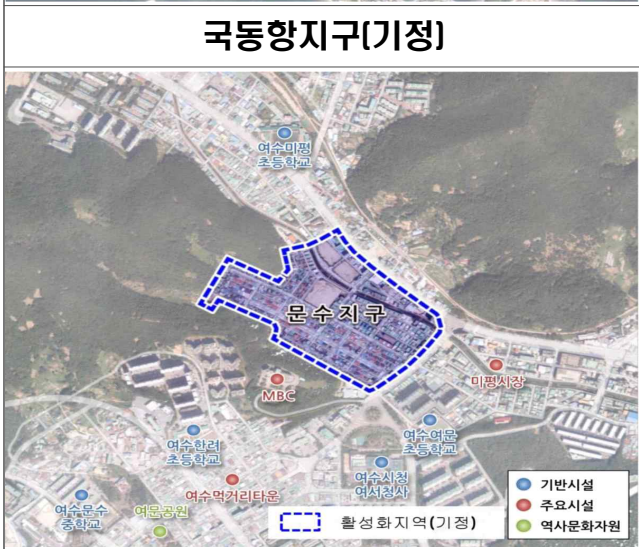 국동항지구(기정)
여수미평
초등학교
문수지구
미평시장
MBC
여수한려
초등학교
여수여문
초등학교
여수시청
여서청사
여수먹거리타운
여수문수
중학교
여문공원
활성화지역(기정)
기반시설
주요시설
역사문화자원